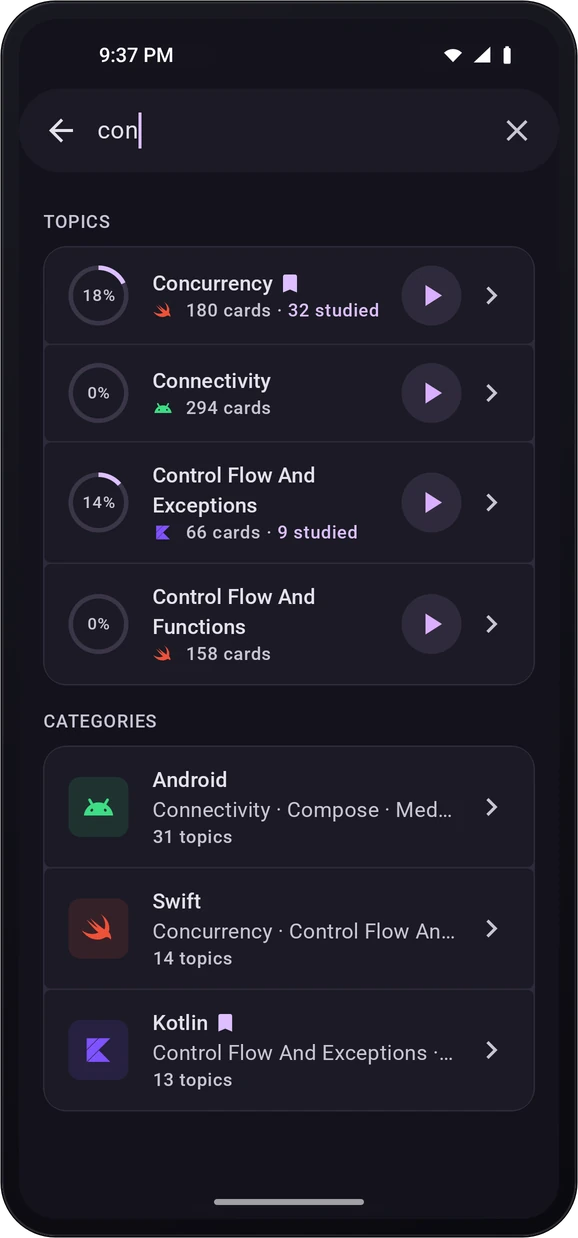 9:37 PM
con
TOPICS
18%
Concurrency
180 cards · 32 studied
0%
Connectivity
294 cards
14%
Control Flow And
Exceptions
66 cards · 9 studied
0%
Control Flow And
Functions
158 cards
CATEGORIES
Android
Connectivity · Compose · Med…
31 topics
Swift
Concurrency · Control Flow An…
14 topics
Kotlin
Control Flow And Exceptions ·…
13 topics